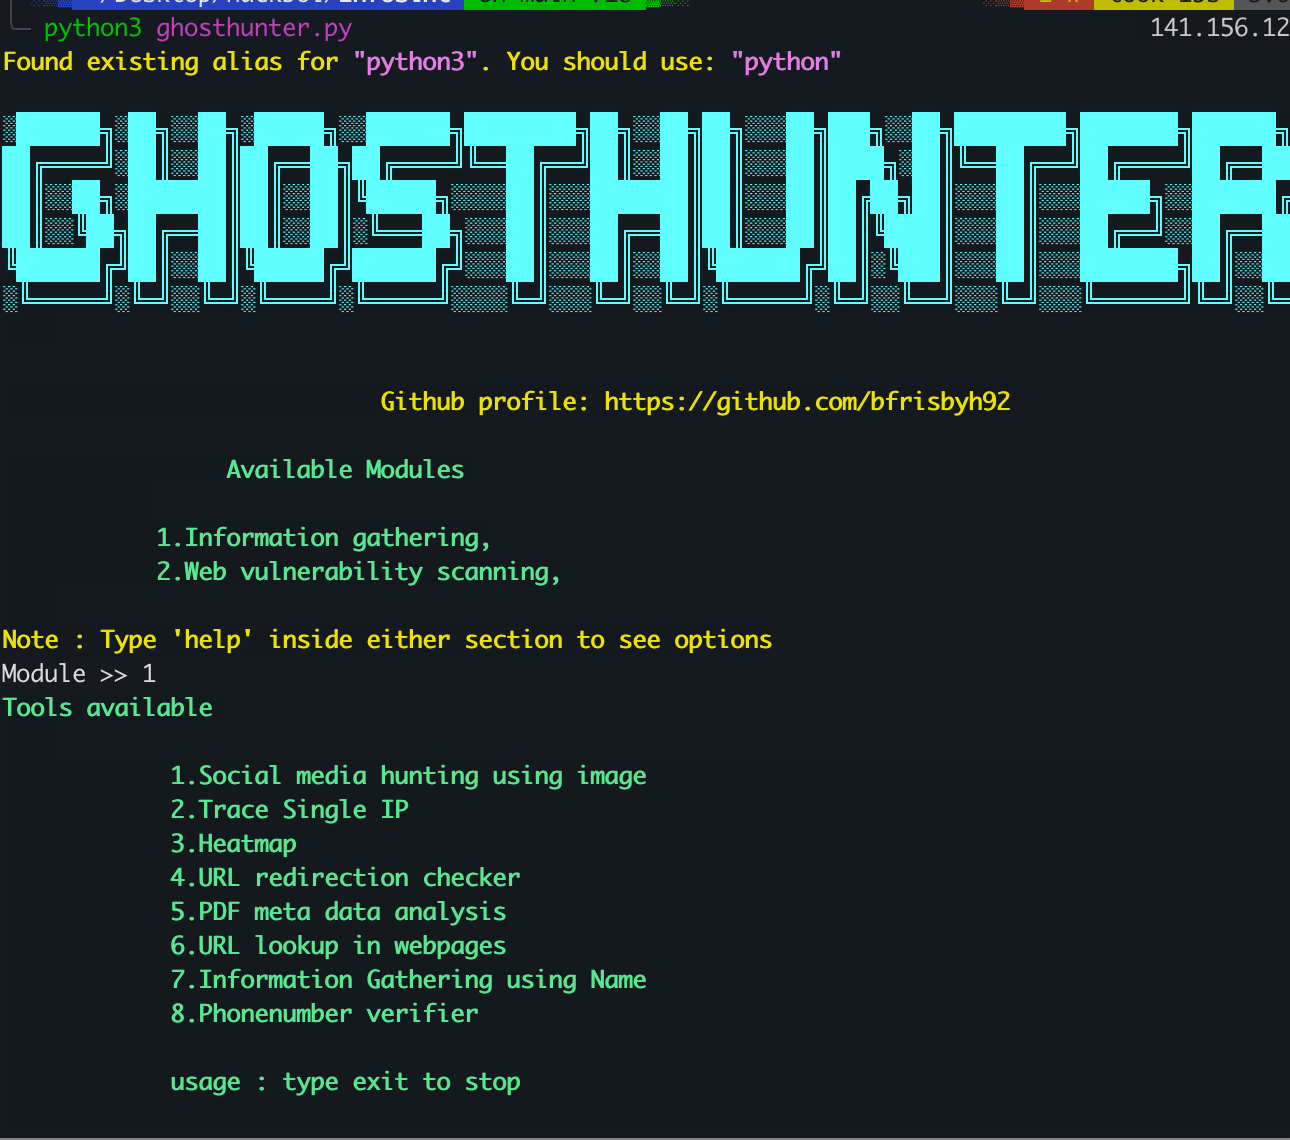 python3 ghosthunter.py 141.156.12
Found existing alias for "python3". You should use: "python"
GHOSTHUNTER
Github profile: https://github.com/bfrisbyh92
Available Modules
1.Information gathering,
2.Web vulnerability scanning,
Note : Type 'help' inside either section to see options
Module >> 1
Tools available
1.Social media hunting using image
2.Trace Single IP
3.Heatmap
4.URL redirection checker
5.PDF meta data analysis
6.URL lookup in webpages
7.Information Gathering using Name
8.Phonenumber verifier
usage : type exit to stop